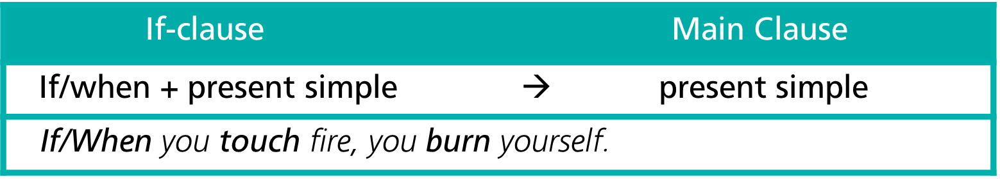 If-clause Main Clause
If/when + present simple → present simple
If/When you touch fire, you burn yourself.